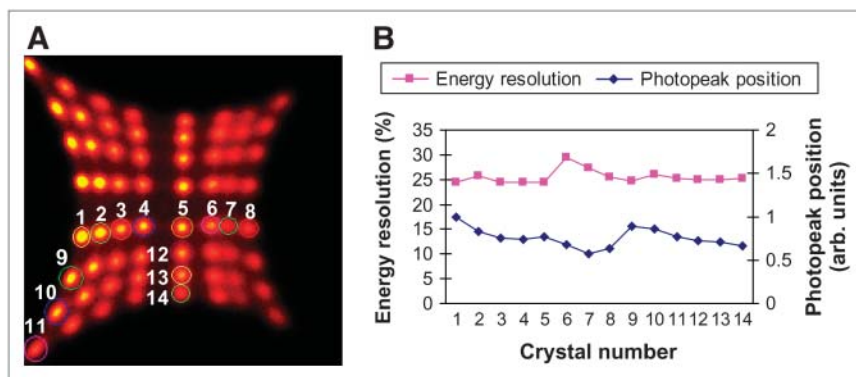 A
1 2 3 4 5 6 7 8
9
12
13
10
14
11
B
Energy resolution Photopeak position
Energy resolution (%)
35
30
25
20
15
10
5
0
2
1.5
1
0.5
0
Photopeak position
(arb. units)
1 2 3 4 5 6 7 8 9 10 11 12 13 14
Crystal number